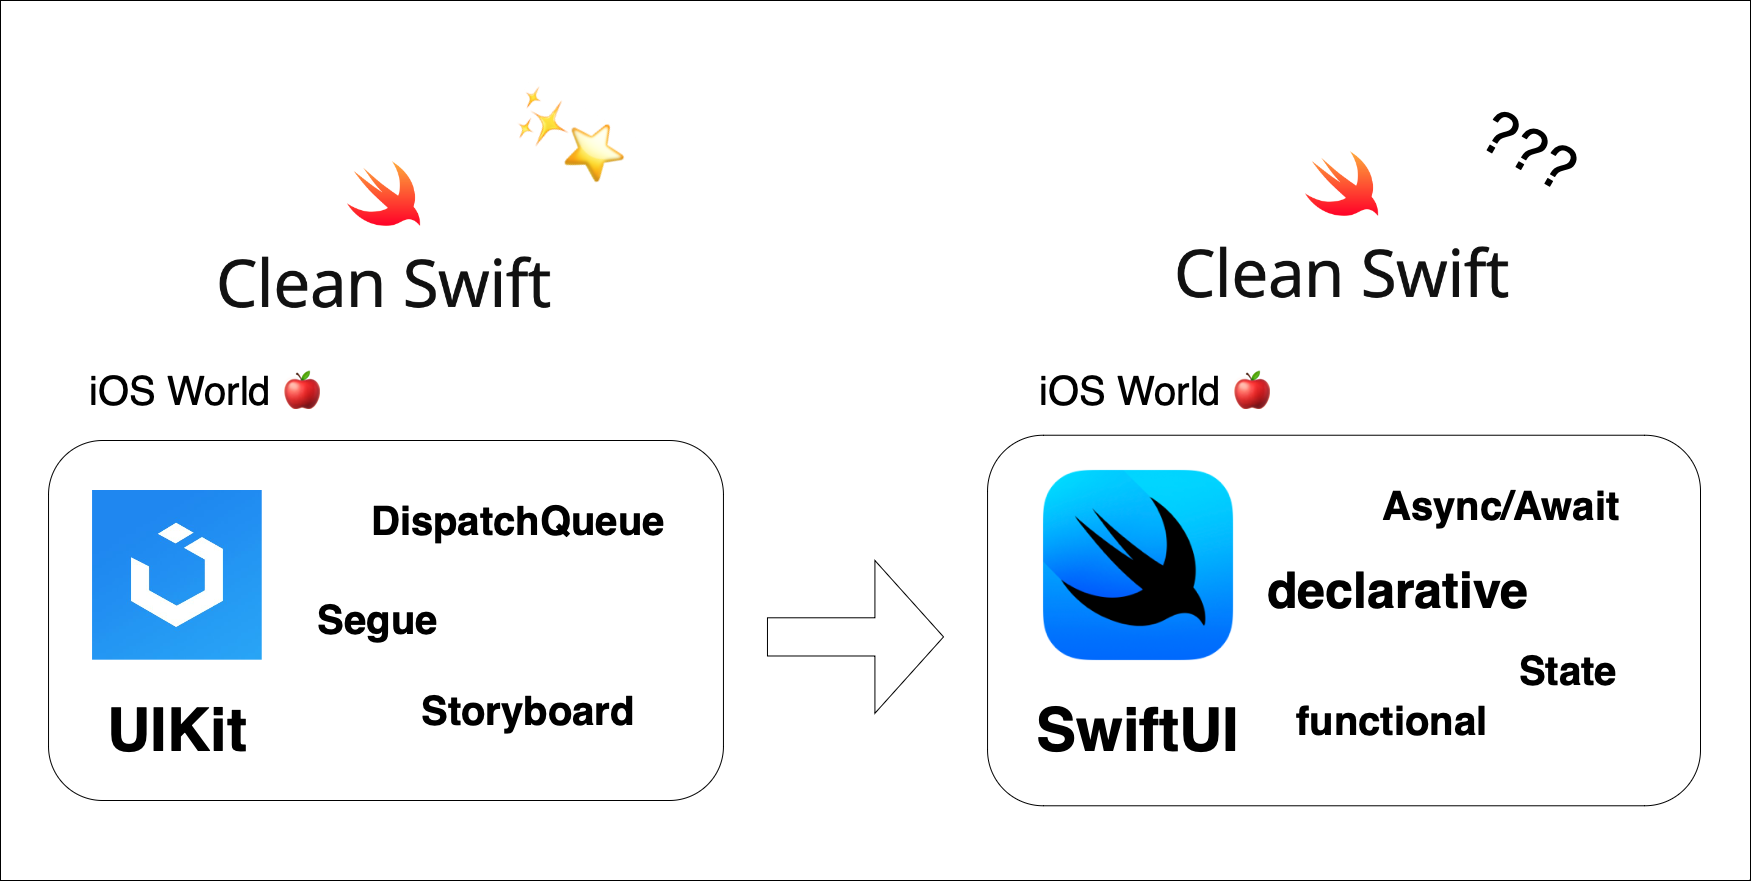 Clean Swift
iOS World
DispatchQueue
Segue
Storyboard
UIKit
???
Clean Swift
iOS World
Async/Await
declarative
State
functional
SwiftUI